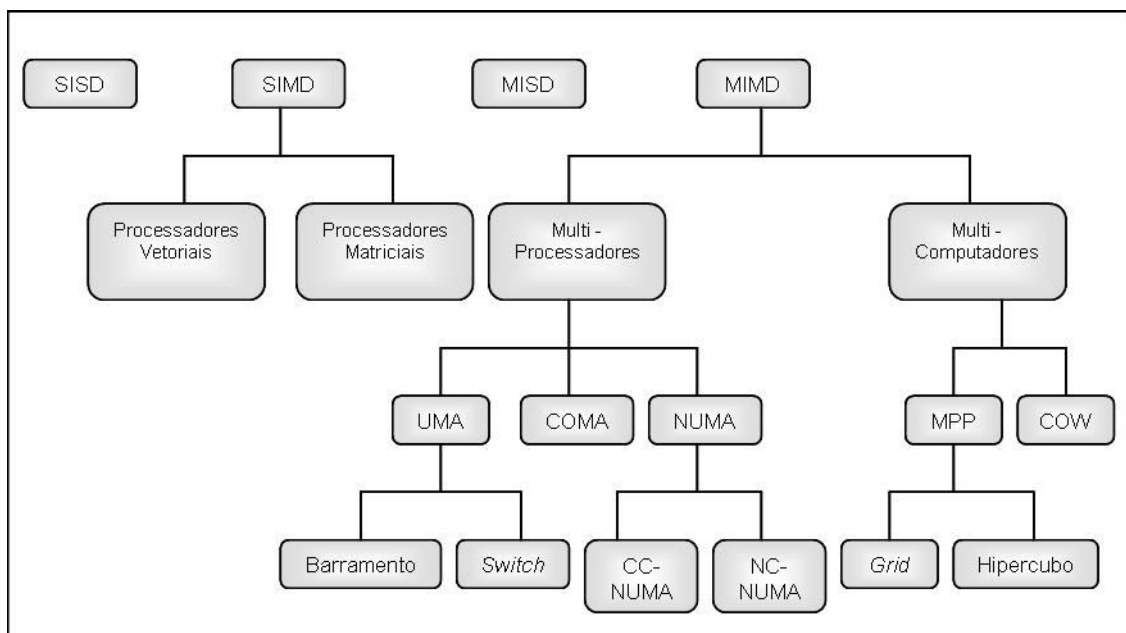 SISD
SIMD
MISD
MIMD
Processadores
Vetoriais
Processadores
Matriciais
Multi -
Processadores
Multi -
Computadores
UMA
COMA
NUMA
MPP
COW
Barramento
Switch
CC-
NUMA
NC-
NUMA
Grid
Hipercubo